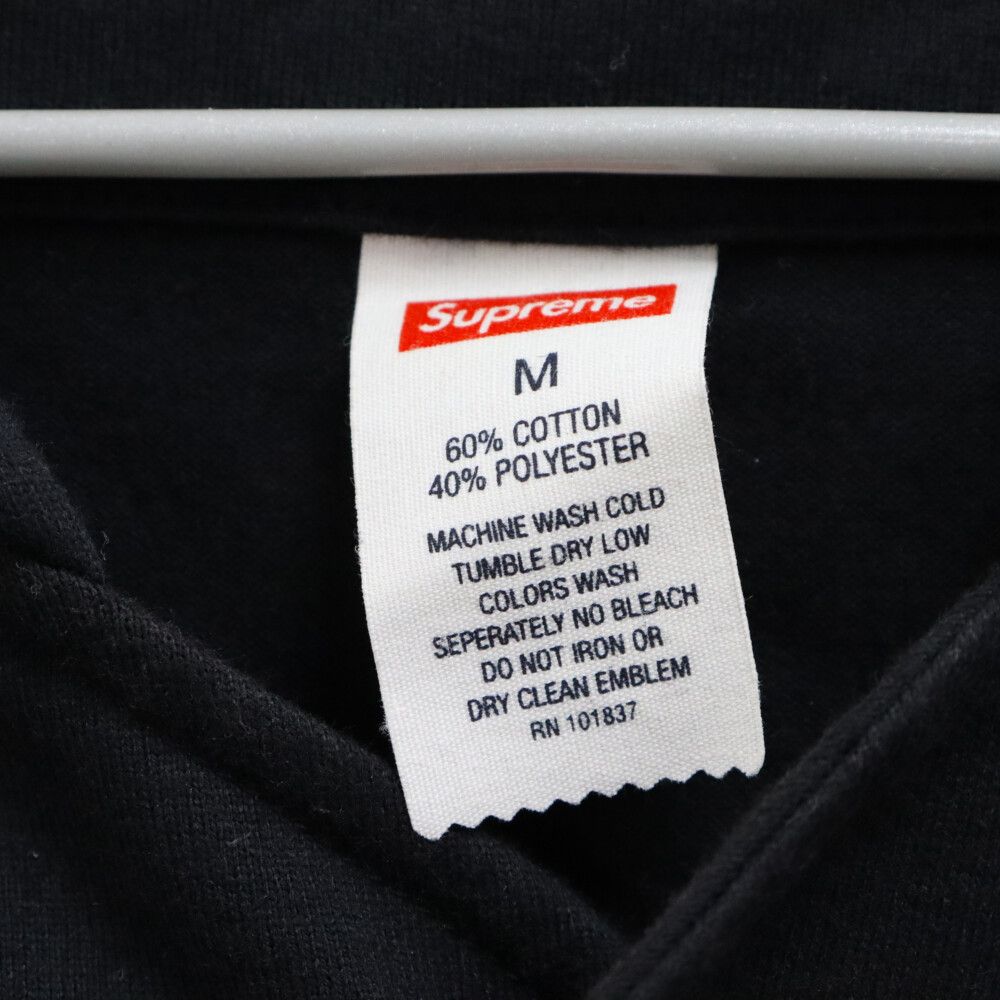 Supreme
M
60% COTTON
40% POLYESTER
MACHINE WASH COLD
TUMBLE DRY LOW
COLORS WASH
SEPERATELY NO BLEACH
DO NOT IRON OR
DRY CLEAN EMBLEM
RN 101837